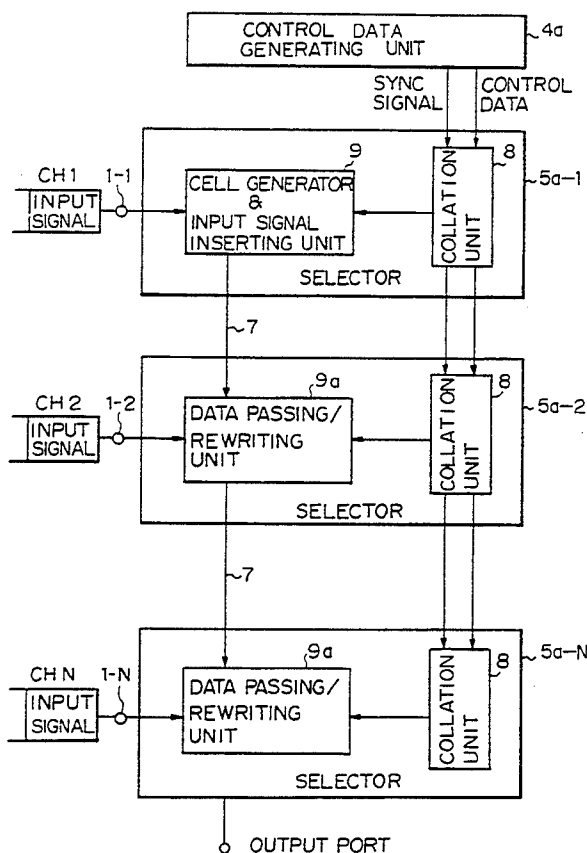 CONTROL DATA
GENERATING UNIT
4a
SYNC
SIGNAL
CONTROL
DATA
CH1
INPUT
SIGNAL
1-1
9
CELL GENERATOR
&
INPUT SIGNAL
INSERTING UNIT
8
COLLATION
UNIT
5a-1
SELECTOR
7
CH2
INPUT
SIGNAL
1-2
9a
DATA PASSING/
REWRITING
UNIT
8
COLLATION
UNIT
5a-2
SELECTOR
7
CHN
INPUT
SIGNAL
1-N
9a
DATA PASSING/
REWRITING
UNIT
8
COLLATION
UNIT
5a-N
SELECTOR
OUTPUT PORT